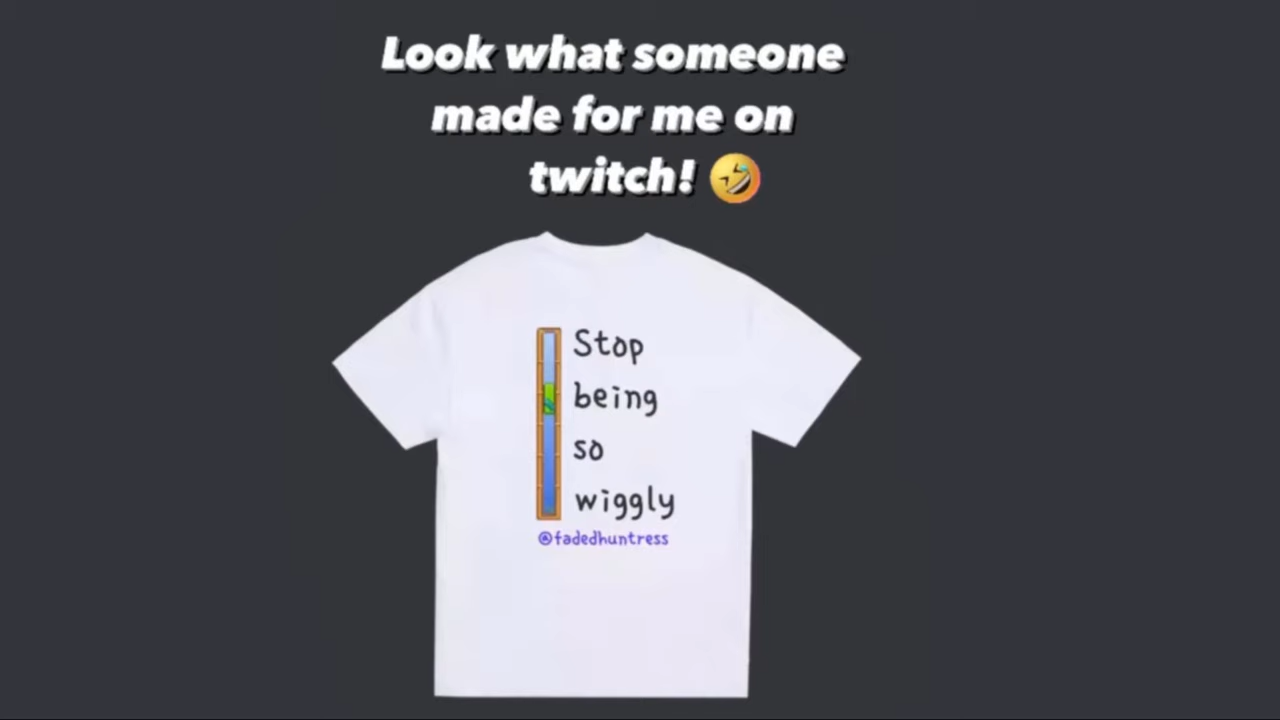 Look what someone
made for me on
twitch! 🤣
Stop
being
so
wiggly
@fadedhuntress